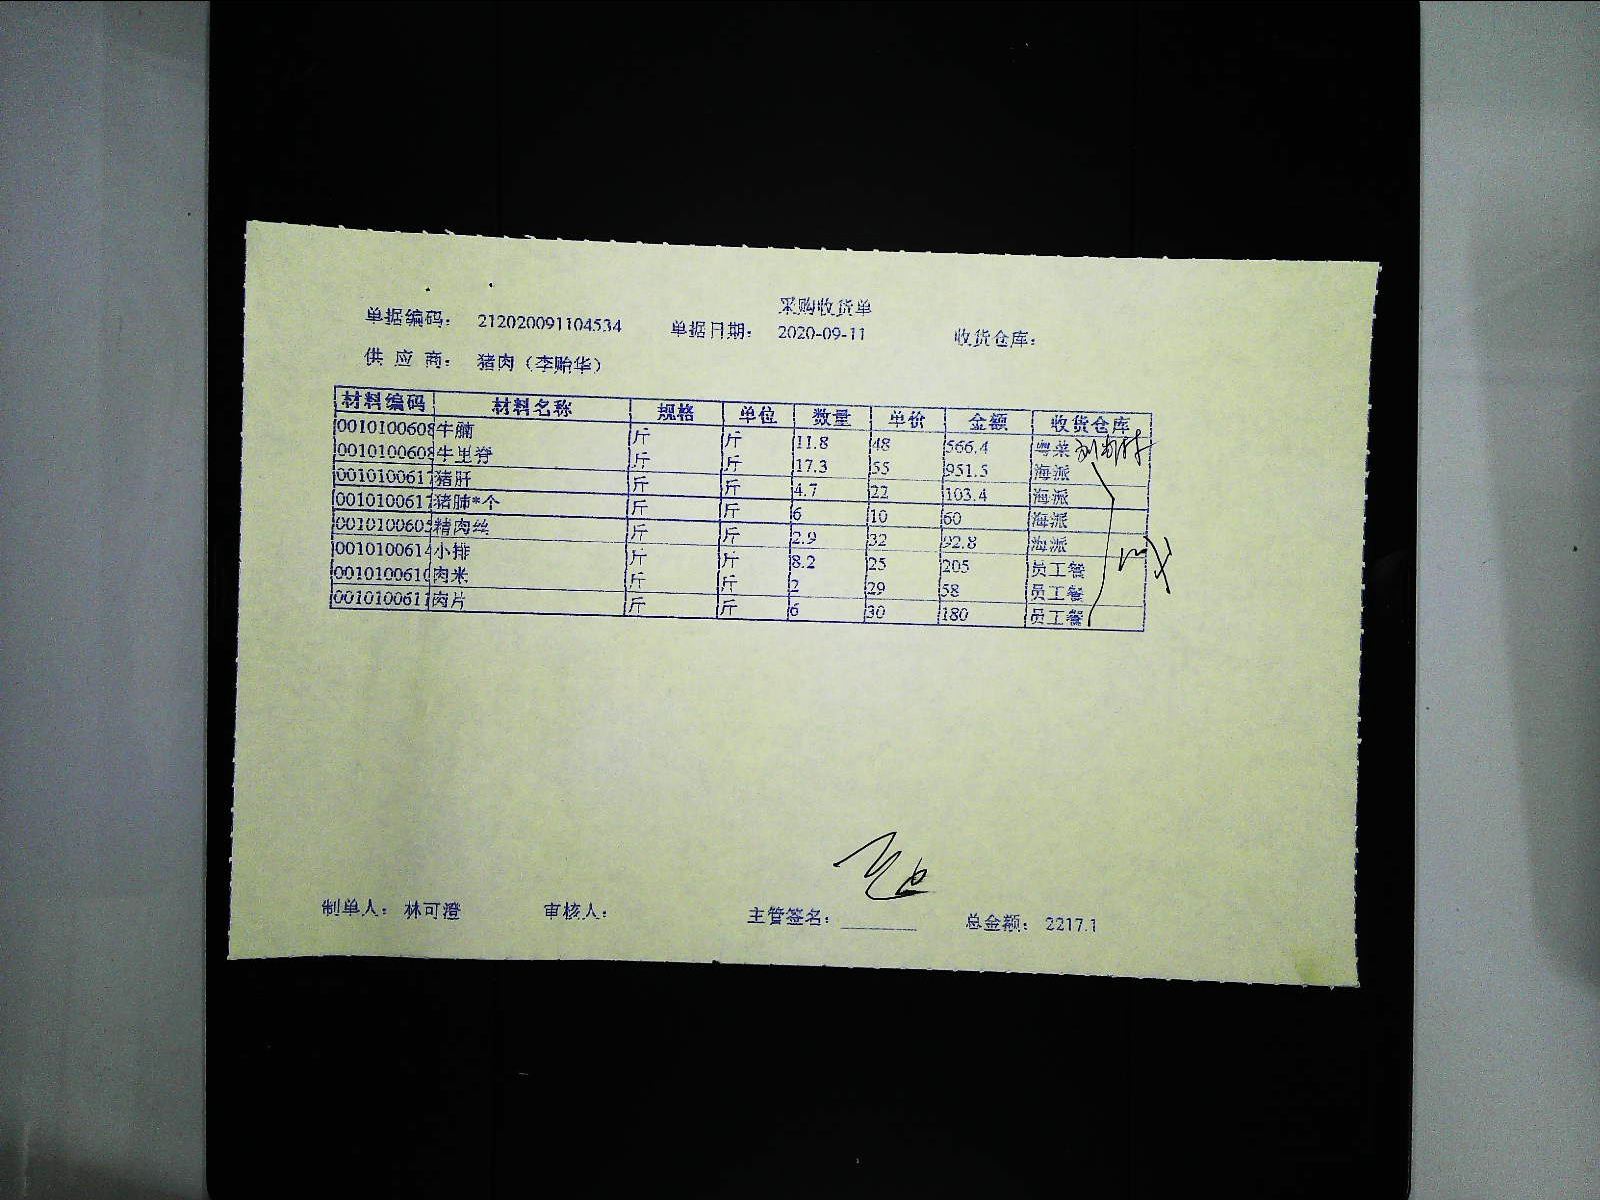 采购收货单
单据编码: 212020091104534 单据日期: 2020-09-11 收货仓库:
供 应 商: 猪肉（李贻华）
材料编码 材料名称 规格 单位 数量 单价 金额 收货仓库
0010100608 牛腩 斤 斤 11.8 48 566.4 粤菜
0010100608 牛里脊 斤 斤 17.3 55 951.5 海派
001010061 猪肝 斤 斤 4.7 22 103.4 海派
001010061 猪肺*个 斤 斤 6 10 60 海派
001010060 精肉丝 斤 斤 2.9 32 92.8 海派
001010061 小排 斤 斤 8.2 25 205 员工餐
001010061 肉米 斤 斤 2 29 58 员工餐
001010061 肉片 斤 斤 6 30 180 员工餐
制单人: 林可澄 审核人: 主管签名: 总金额: 2217.1